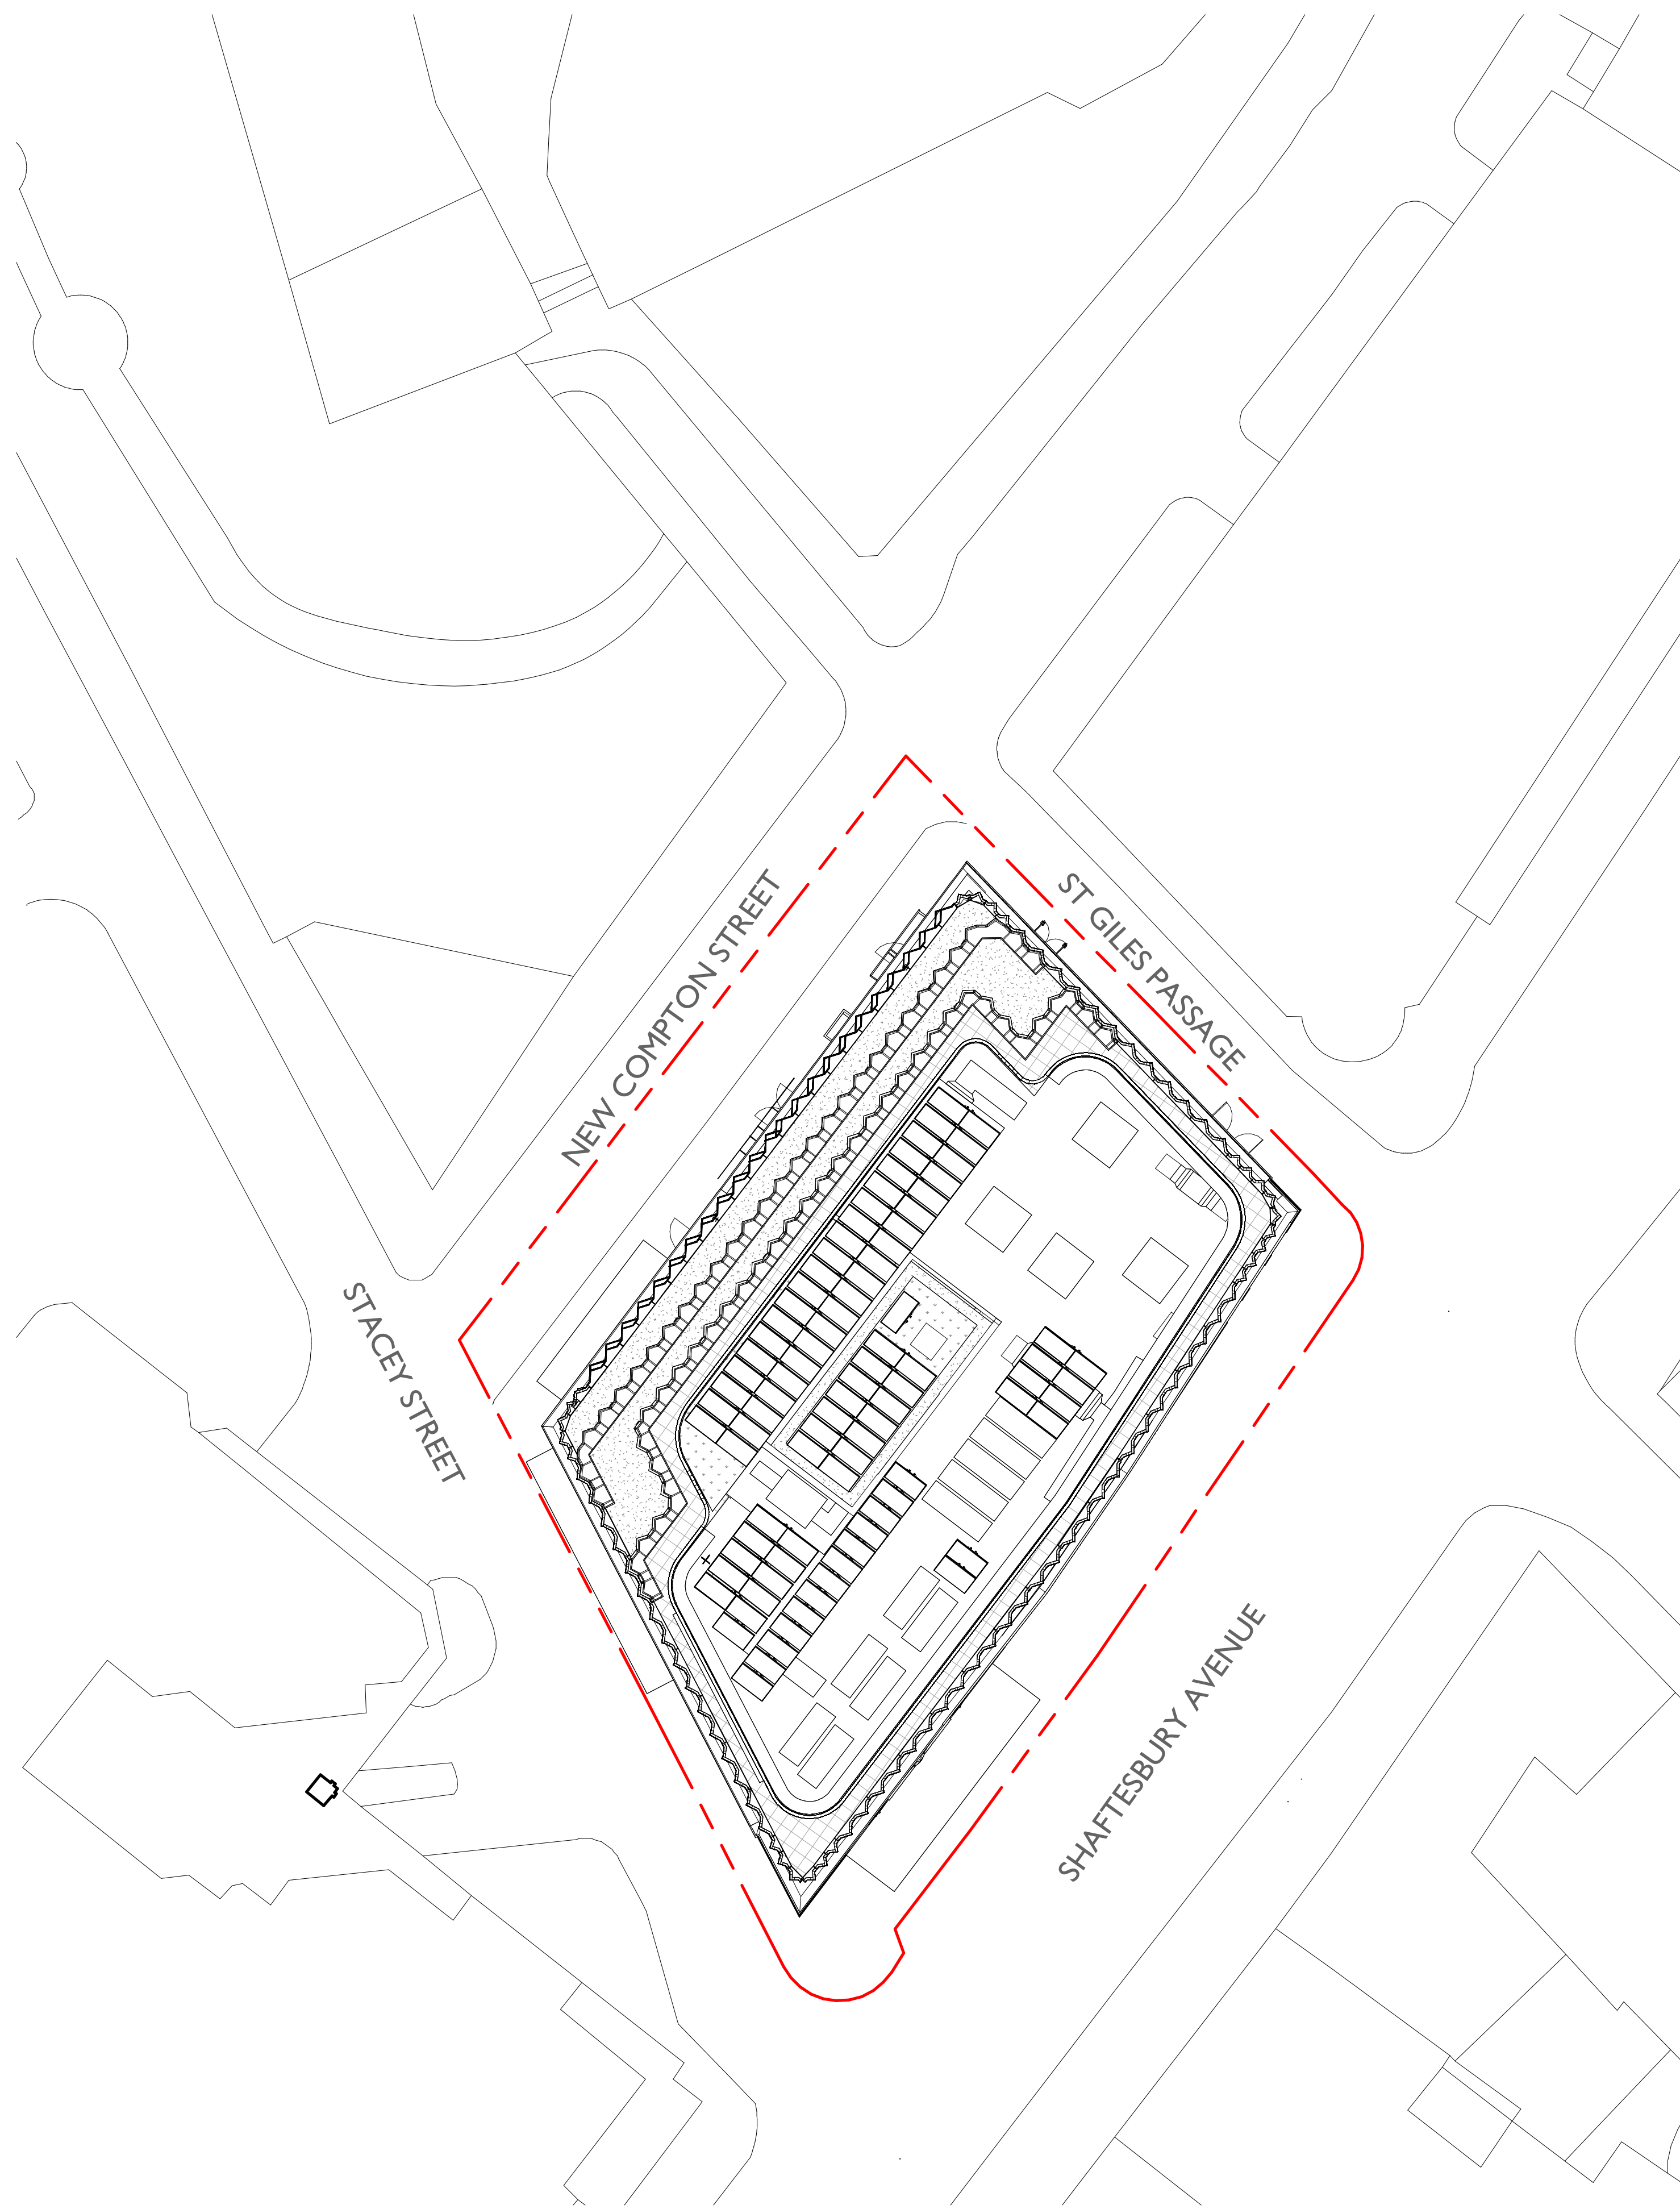 NEW COMPTON STREET
ST GILES PASSAGE
STACEY STREET
SHAFTESBURY AVENUE